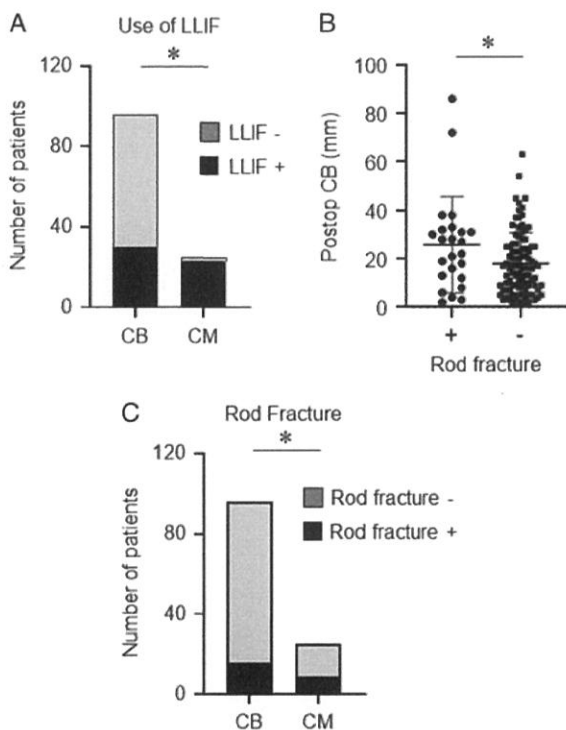 A
Use of LLIF
*
Number of patients
120
80
40
0
CB
CM
LLIF -
LLIF +
B
*
Postop CB (mm)
100
80
60
40
20
0
+
-
Rod fracture
C
Rod Fracture
*
Number of patients
120
80
40
0
CB
CM
Rod fracture -
Rod fracture +